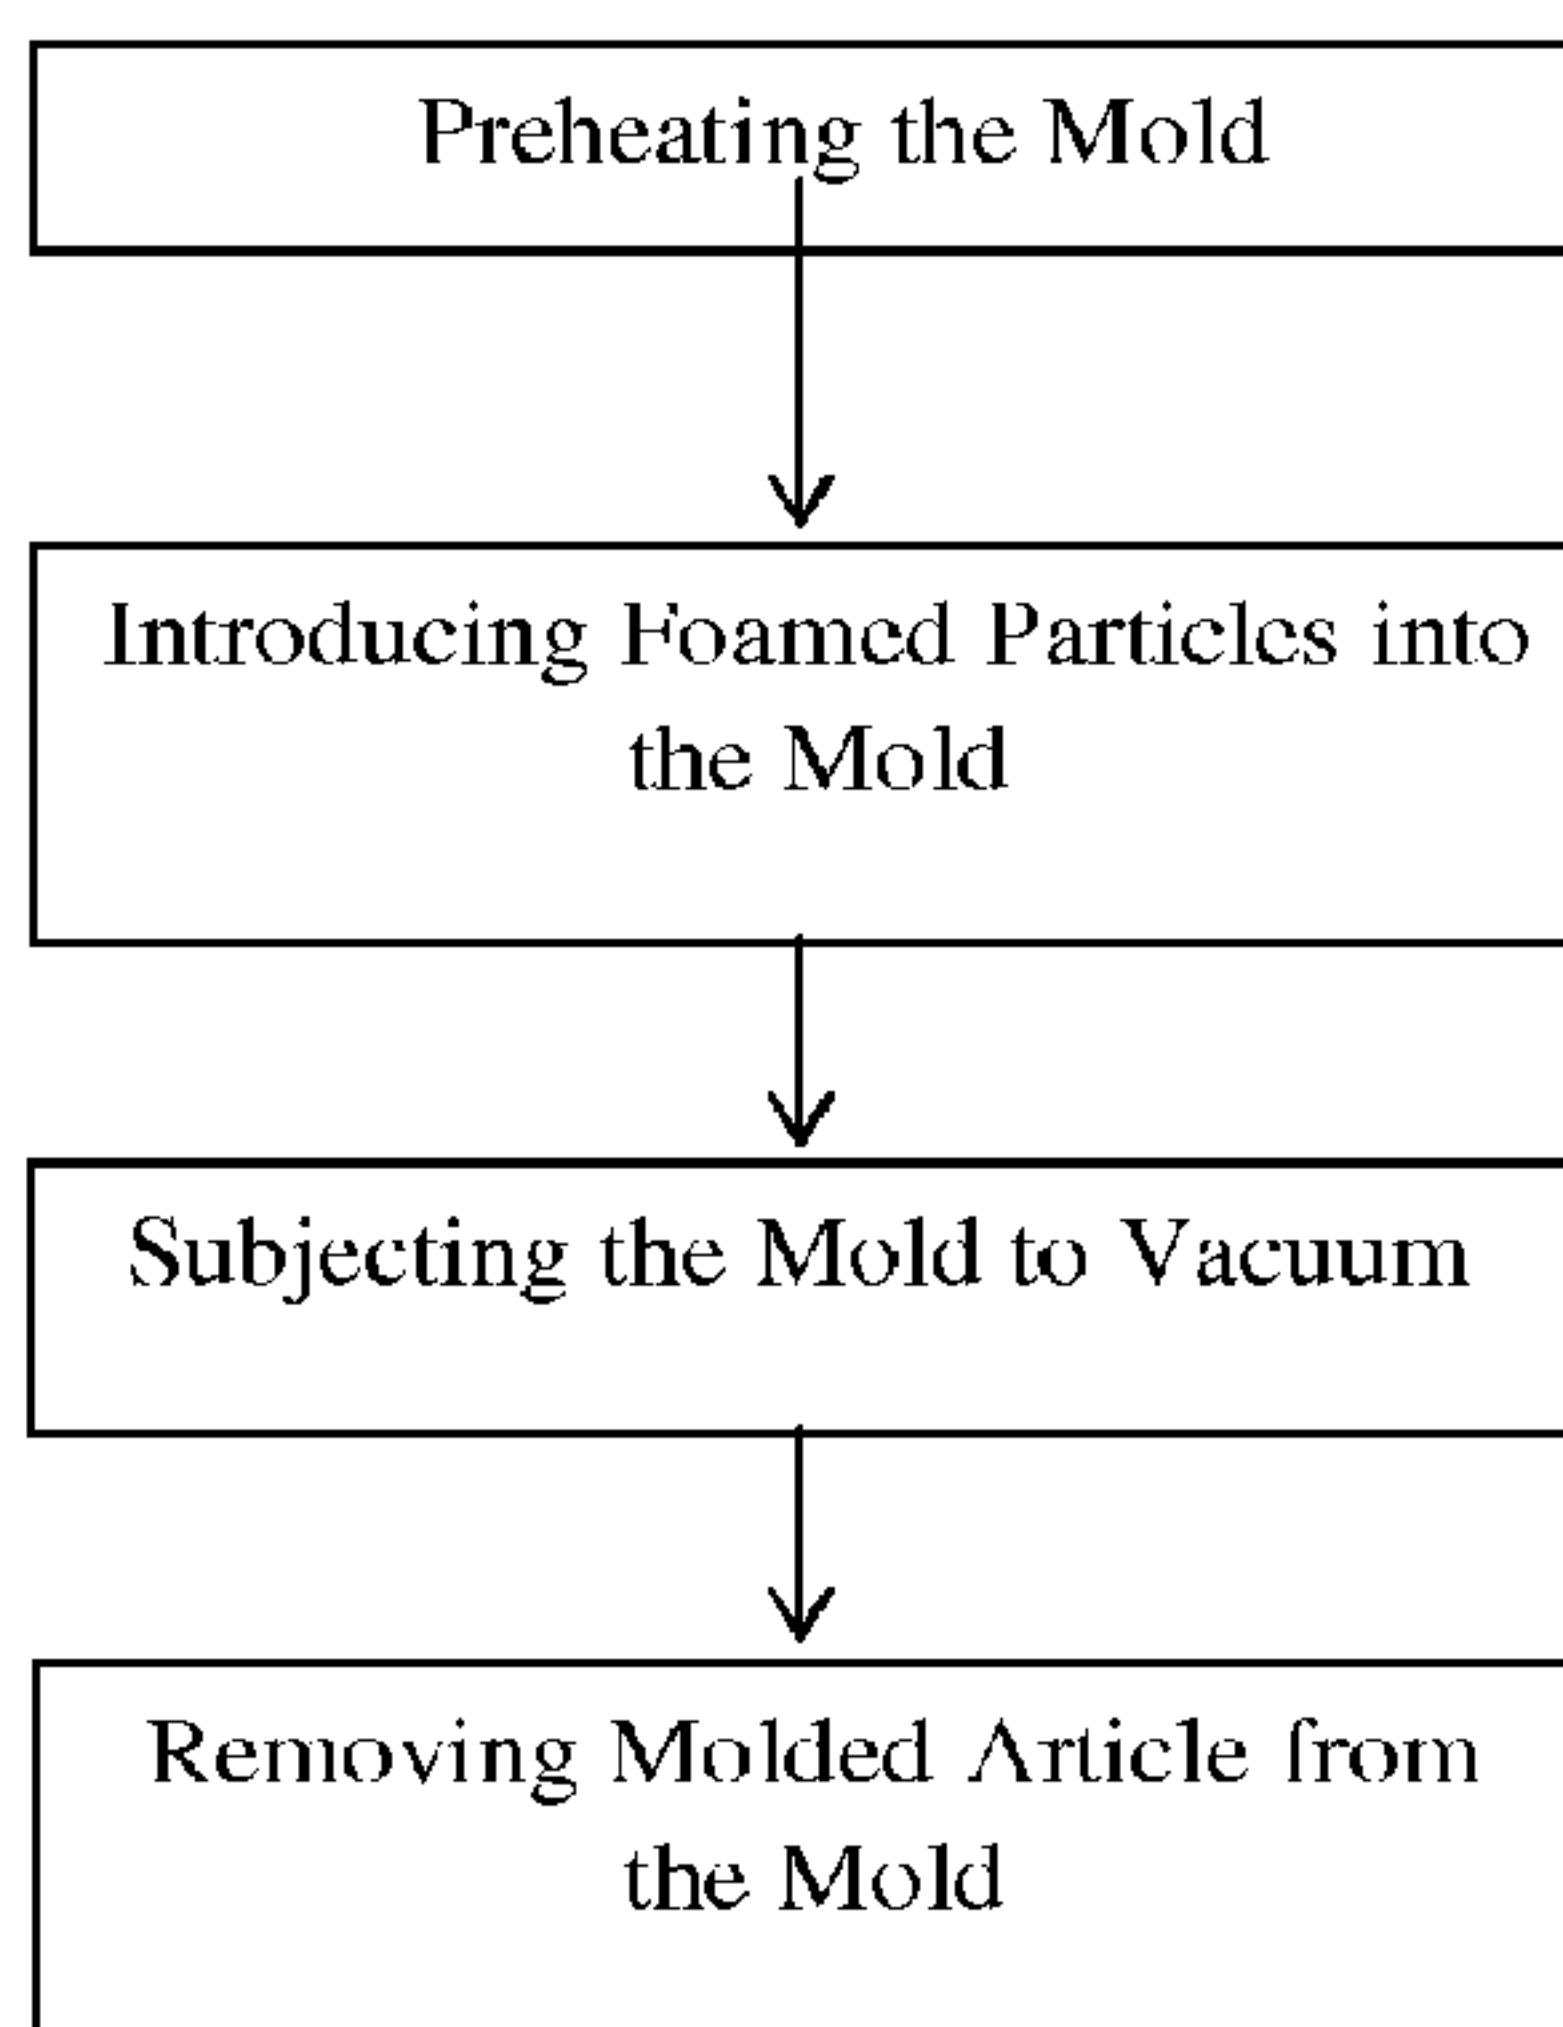 Preheating the Mold
Introducing Foamed Particles into
the Mold
Subjecting the Mold to Vacuum
Removing Molded Article from
the Mold